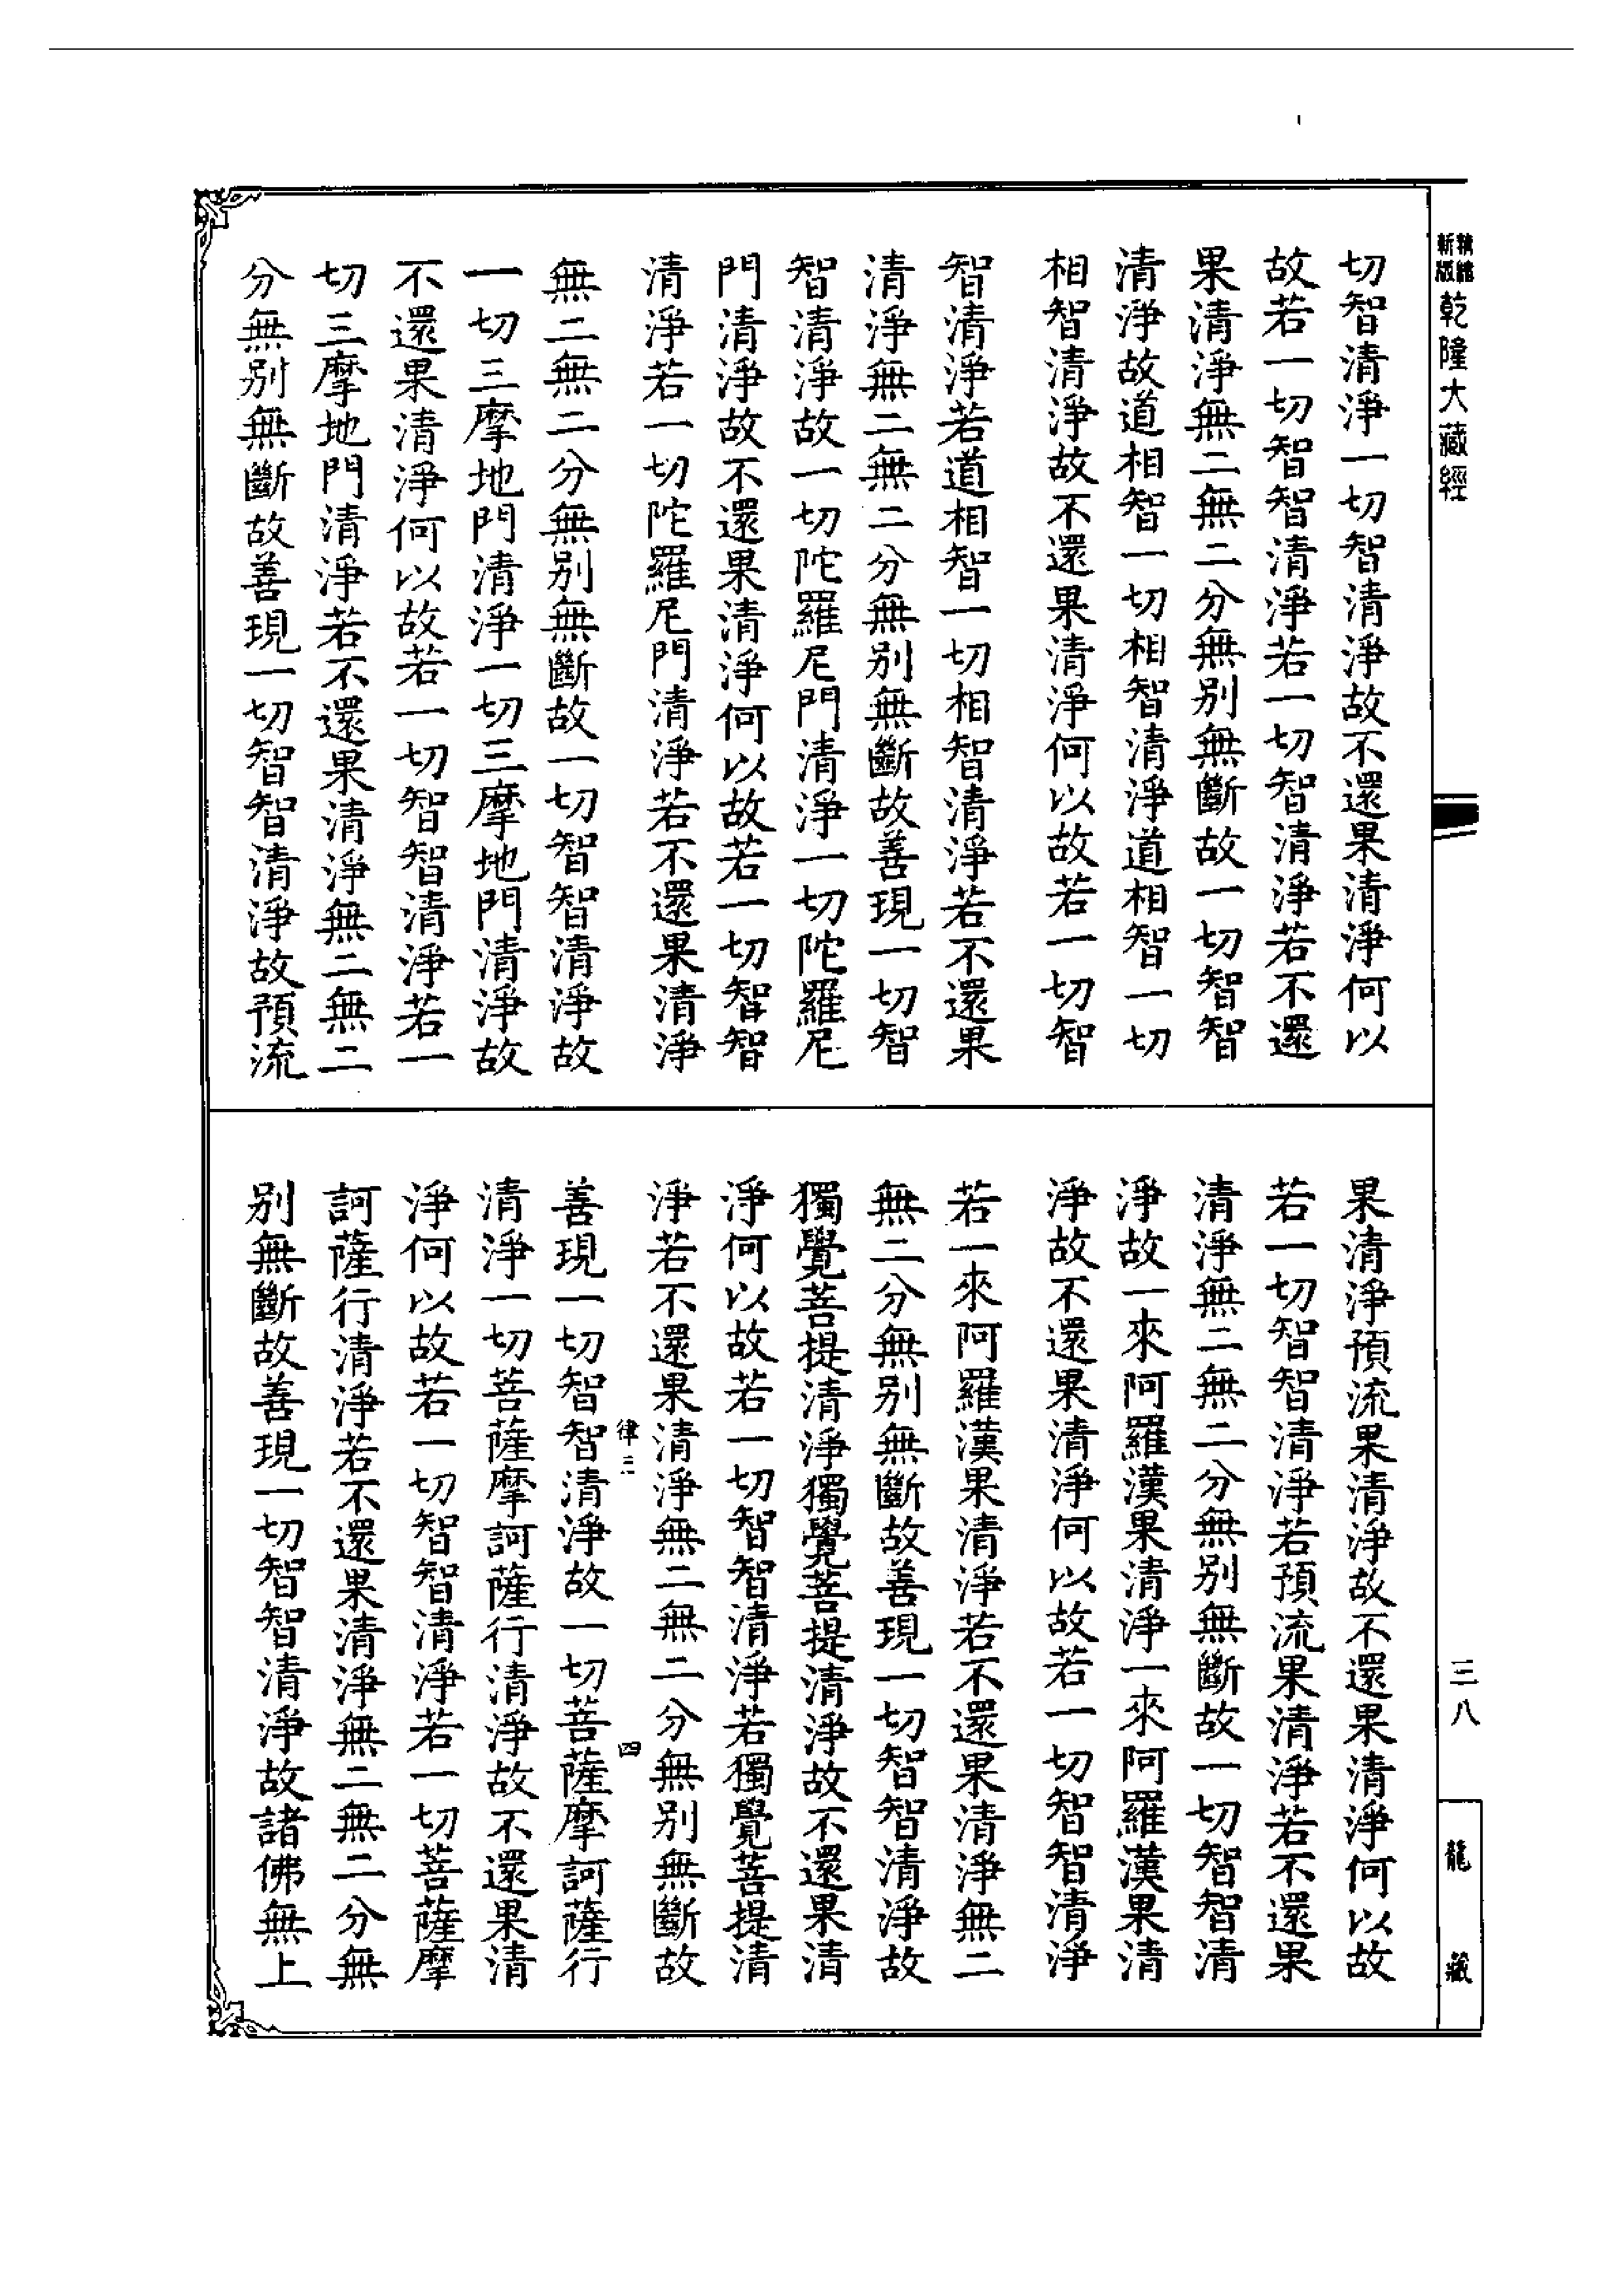 新版精縮
乾隆大藏經
切智清淨一切智清淨故不還果清淨何以
故若一切智智清淨若一切智清淨若不還
果清淨無二無二分無别無斷故一切智智
清淨故道相智一切相智清淨道相智一切
相智清淨故不還果清淨何以故若一切智
智清淨若道相智一切相智清淨若不還果
清淨無二無二分無别無斷故善現一切智
智清淨故一切陀羅尼門清淨一切陀羅尼
門清淨故不還果清淨何以故若一切智智
清淨若一切陀羅尼門清淨若不還果清淨
無二無二分無别無斷故一切智智清淨故
一切三摩地門清淨一切三摩地門清淨故
不還果清淨何以故若一切智智清淨若一
切三摩地門清淨若不還果清淨無二無二
分無别無斷故善現一切智智清淨故預流
三八
龍藏
果清淨預流果清淨故不還果清淨何以故
若一切智智清淨若預流果清淨若不還果
清淨無二無二分無别無斷故一切智智清
淨故一來阿羅漢果清淨一來阿羅漢果清
淨故不還果清淨何以故若一切智智清淨
若一來阿羅漢果清淨若不還果清淨無二
無二分無别無斷故善現一切智智清淨故
獨覺菩提清淨獨覺菩提清淨故不還果清
淨何以故若一切智智清淨若獨覺菩提清
淨若不還果清淨無二無二分無别無斷故
律三
四
善現一切智智清淨故一切菩薩摩訶薩行
清淨一切菩薩摩訶薩行清淨故不還果清
淨何以故若一切智智清淨若一切菩薩摩
訶薩行清淨若不還果清淨無二無二分無
别無斷故善現一切智智清淨故諸佛無上